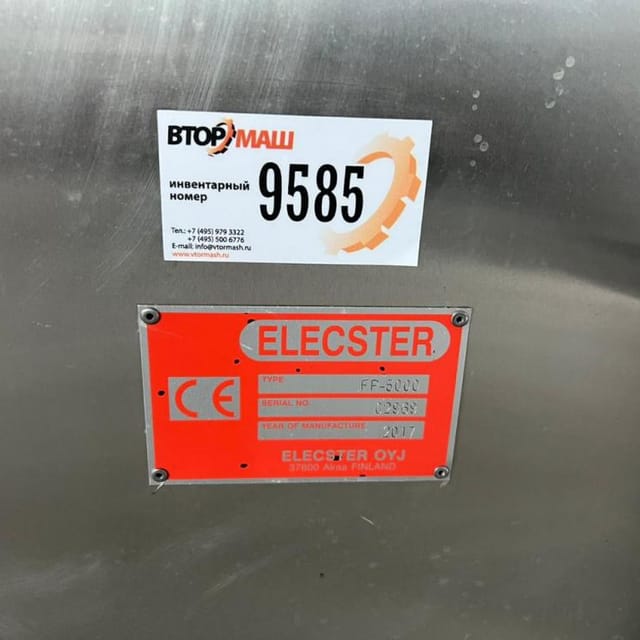 ВТОРМАШ
инвентарный
номер
9585
Тел.: +7 (495) 979 3322
+7 (495) 500 6776
E-mail: info@vtormash.ru
www.vtormash.ru
ELECSTER
CE
TYPE FF-5000
SERIAL NO. 02969
YEAR OF MANUFACTURE 2017
ELECSTER OYJ
37800 Akaa FINLAND